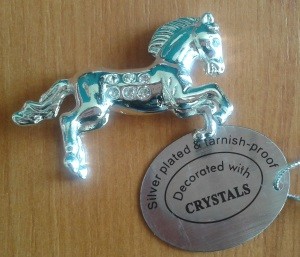 Silver plated & tarnish-proof
Decorated with
CRYSTALS